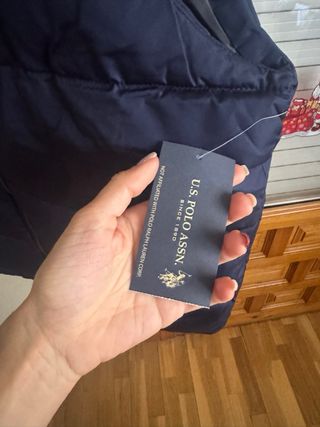 U.S. POLO ASSN.
SINCE 1890
NOT AFFILIATED WITH POLO RALPH LAUREN CORP.